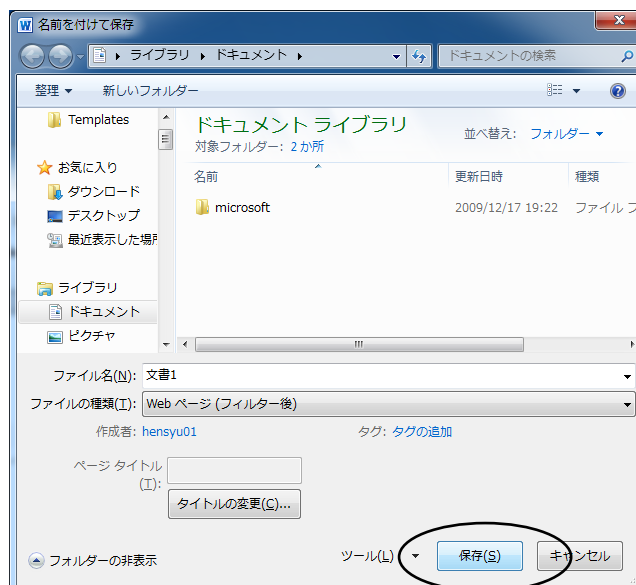 名前を付けて保存
ライブラリ ドキュメント
ドキュメントの検索
整理 新しいフォルダー
Templates
お気に入り
ダウンロード
デスクトップ
最近表示した場所
ライブラリ
ドキュメント
ピクチャ
ドキュメント ライブラリ
対象フォルダー: 2 か所
並べ替え: フォルダー
名前 更新日時 種類
microsoft 2009/12/17 19:22 ファイル フ
ファイル名(N): 文書1
ファイルの種類(T): Web ページ (フィルター後)
作成者: hensyu01 タグ: タグの追加
ページ タイトル
(T):
タイトルの変更(C)...
フォルダーの非表示 ツール(L) 保存(S) キャンセル